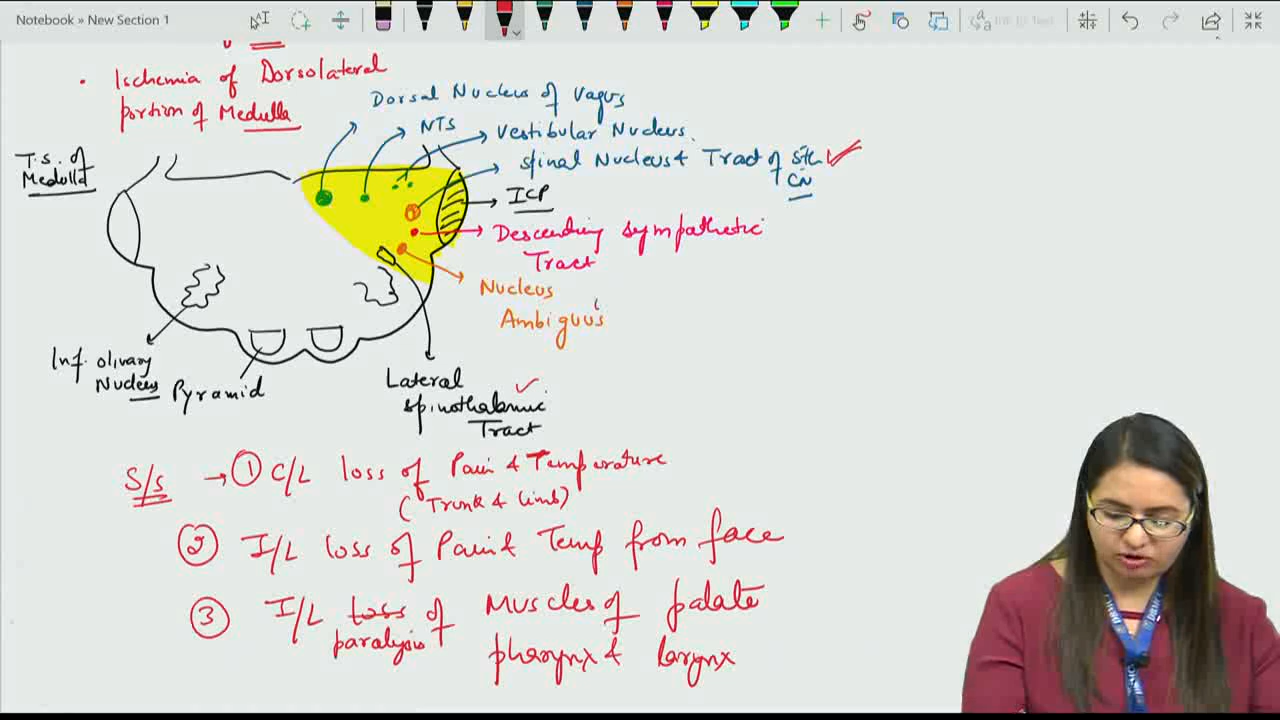 Notebook » New Section 1
• Ischemia of Dorsolateral
portion of Medulla
Dorsal Nucleus of Vagus
NTS
Vestibular Nucleus
Spinal Nucleus & Tract of 5th
CN
T.S. of
Medulla
ICP
Descending sympathetic
Tract
Nucleus
Ambiguus
Inf. olivary
Nucleus
Pyramid
Lateral
spinothalamic
Tract
S/s → ① C/L loss of Pain & Temperature
(Trunk & limb)
② I/L loss of Pain & Temp from face
③ I/L loss of Muscles of palate
paralysis
pharynx & larynx